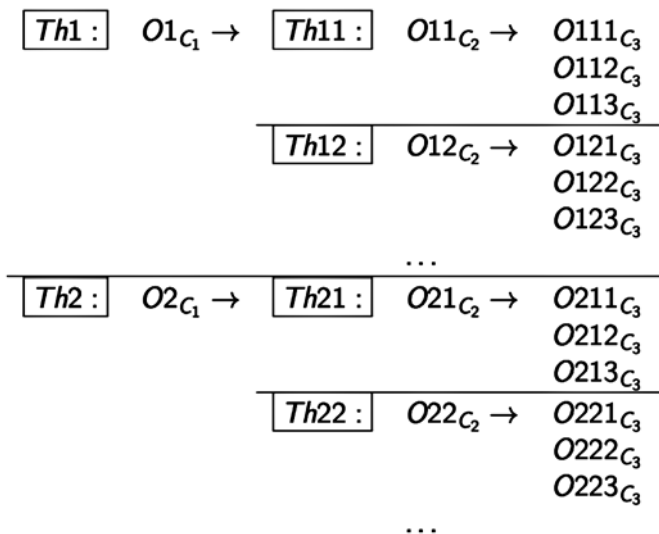 Th1 : O1C₁ → Th11 : O11C₂ → O111C₃
O112C₃
O113C₃
Th12 : O12C₂ → O121C₃
O122C₃
O123C₃
...
Th2 : O2C₁ → Th21 : O21C₂ → O211C₃
O212C₃
O213C₃
Th22 : O22C₂ → O221C₃
O222C₃
O223C₃
...